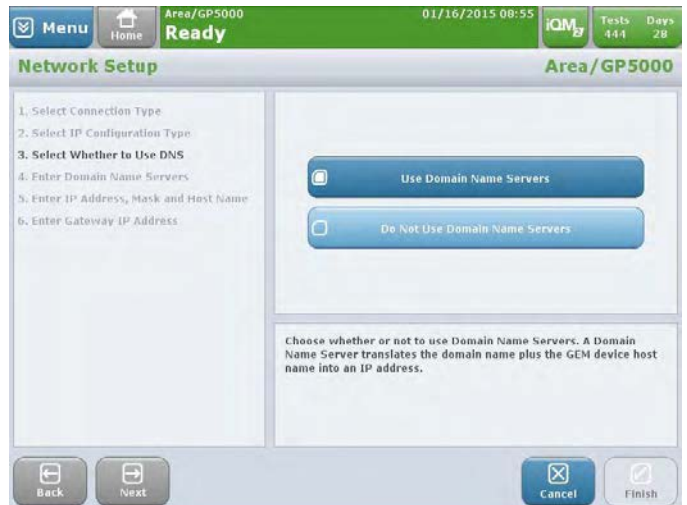 Menu
Home
Area/GP5000
Ready
01/16/2015 08:55
iQM2
Tests Days
444 28
Network Setup
Area/GP5000
1. Select Connection Type
2. Select IP Configuration Type
3. Select Whether to Use DNS
4. Enter Domain Name Servers
5. Enter IP Address, Mask and Host Name
6. Enter Gateway IP Address
Use Domain Name Servers
Do Not Use Domain Name Servers
Choose whether or not to use Domain Name Servers. A Domain
Name Server translates the domain name plus the GEM device host
name into an IP address.
Back
Next
Cancel
Finish